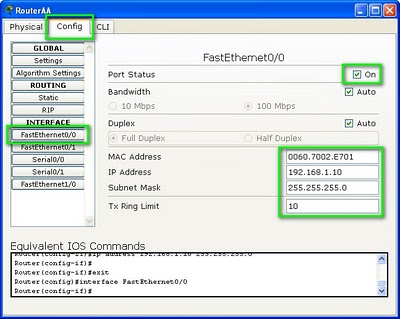 RouterAA
Physical Config CLI
GLOBAL
Settings
Algorithm Settings
ROUTING
Static
RIP
INTERFACE
FastEthernet0/0
FastEthernet0/1
Serial0/0
Serial0/1
FastEthernet1/0
FastEthernet0/0
Port Status On
Bandwidth Auto
10 Mbps 100 Mbps
Duplex Auto
Full Duplex Half Duplex
MAC Address 0060.7002.E701
IP Address 192.168.1.10
Subnet Mask 255.255.255.0
Tx Ring Limit 10
Equivalent IOS Commands
Router(config-if)#ip address 192.168.1.10 255.255.255.0
Router(config-if)#
Router(config-if)#exit
Router(config)#interface FastEthernet0/0
Router(config-if)#